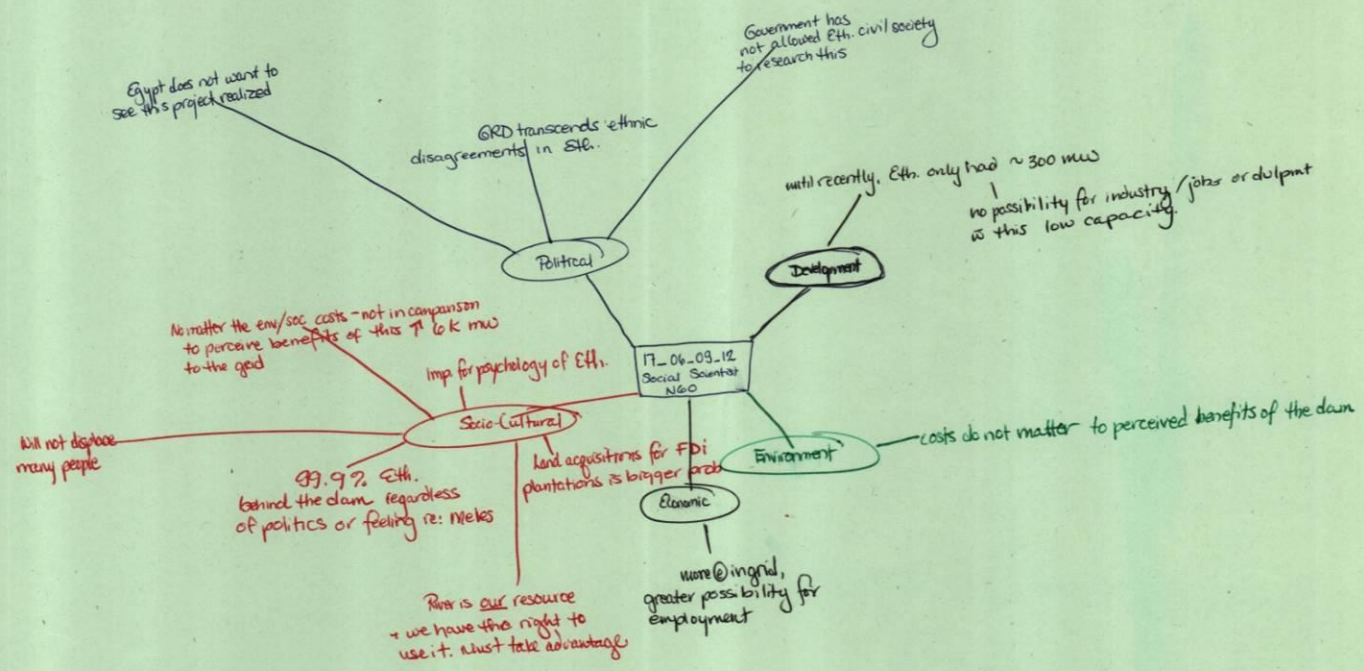 Government has
not allowed Eth. civil society
to research this
Egypt does not want to
see this project realized
GRD transcends ethnic
disagreements in Eth.
until recently, Eth. only had ~ 300 mw
no possibility for industry/jobs or dvlpmt
w this low capacity.
Political
Development
No matter the env/soc costs - not in comparison
to perceive benefits of this ↑ 6k mw
to the grid
Imp. for psychology of Eth.
17_06_09_12
Social Scientist
NGO
Socio-Cultural
Will not displace
many people
99.9% Eth.
behind the dam regardless
of politics or feeling re: Meles
Land acquisitions for FDi
plantations is bigger prob
Environment
costs do not matter to perceived benefits of the dam
Economic
more @ in grid,
greater possibility for
employment
River is our resource
+ we have the right to
use it. Must take advantage